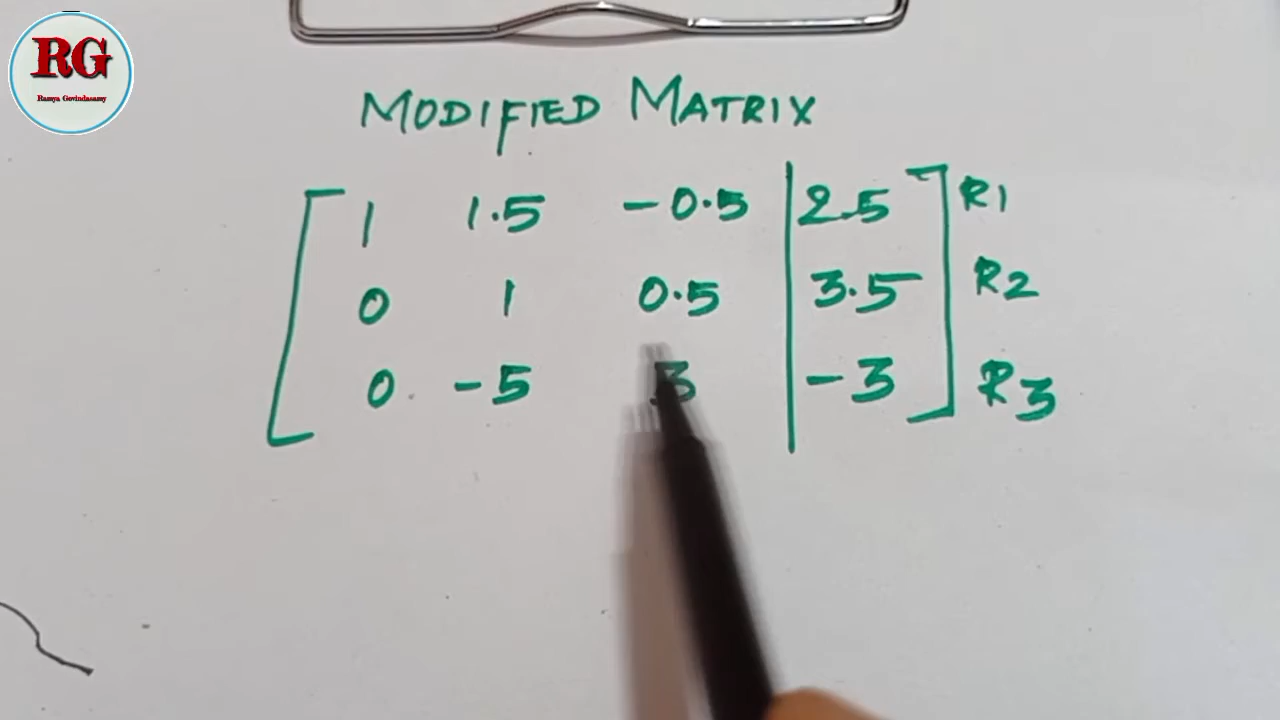 RG
Ramya Govindasamy
MODIFIED MATRIX
1 1.5 -0.5 2.5 R1
0 1 0.5 3.5 R2
0 -5 3 -3 R3